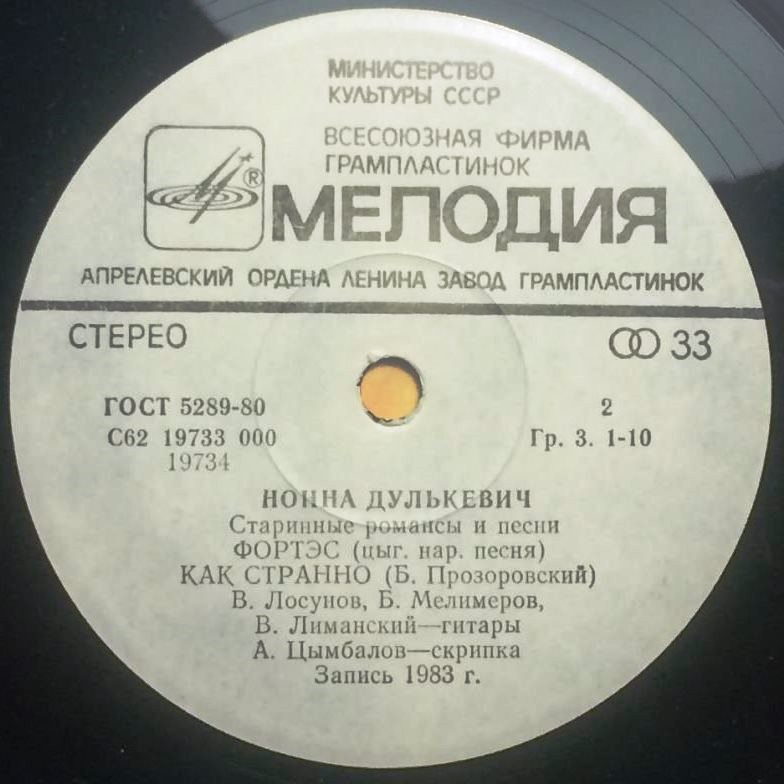 МИНИСТЕРСТВО
КУЛЬТУРЫ СССР
ВСЕСОЮЗНАЯ ФИРМА
ГРАМПЛАСТИНОК
®
МЕЛОДИЯ
АПРЕЛЕВСКИЙ ОРДЕНА ЛЕНИНА ЗАВОД ГРАМПЛАСТИНОК
СТЕРЕО 33
ГОСТ 5289-80 2
С62 19733 000 Гр. 3. 1-10
19734
НОННА ДУЛЬКЕВИЧ
Старинные романсы и песни
ФОРТЭС (цыг. нар. песня)
КАК СТРАННО (Б. Прозоровский)
В. Лосунов, Б. Мелимеров,
В. Лиманский—гитары
А. Цымбалов—скрипка
Запись 1983 г.